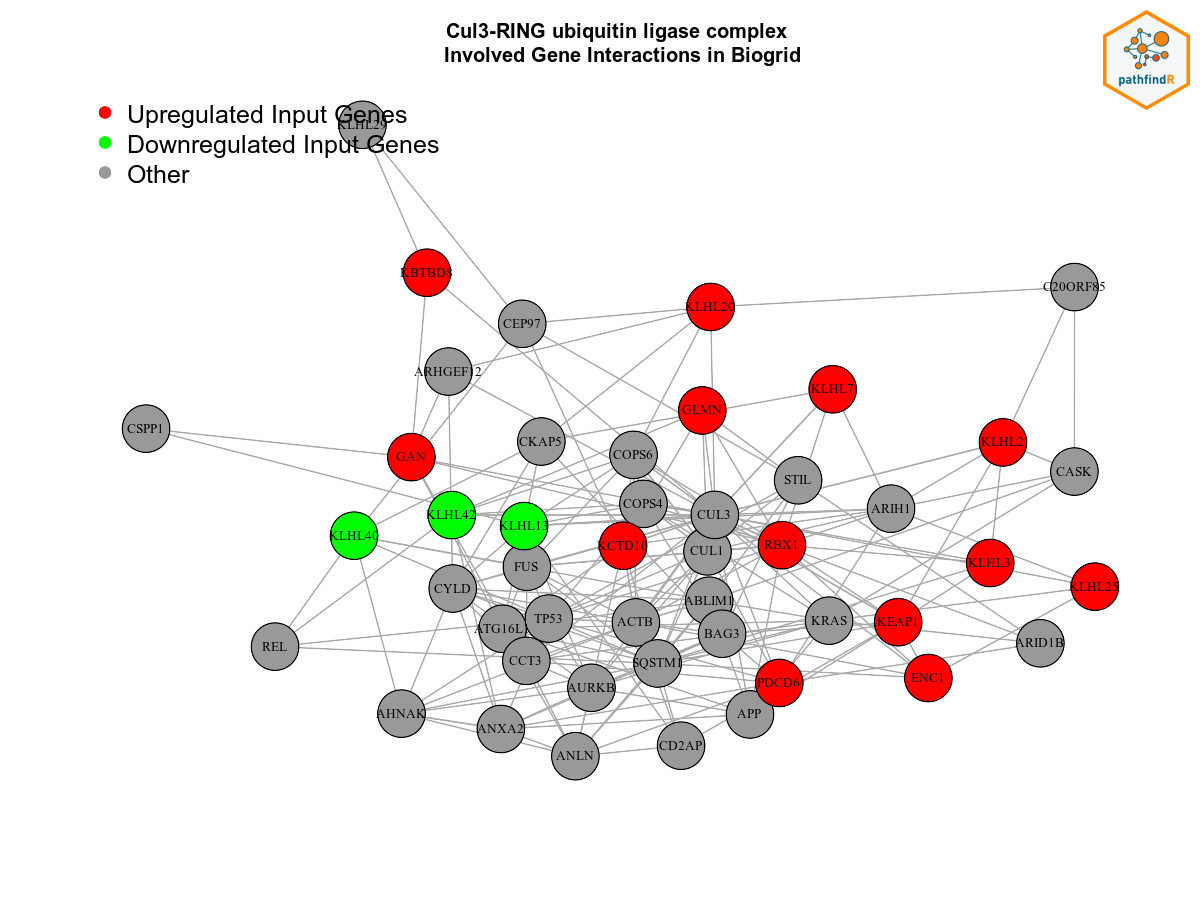 Cul3-RING ubiquitin ligase complex
Involved Gene Interactions in Biogrid
pathfindR
Upregulated Input Genes
KLHL29
Downregulated Input Genes
Other
KBTBD8
C20ORF85
KLHL20
CEP97
ARHGEF12
KLHL7
GLMN
CSPP1
CKAP5
KLHL2
GAN
COPS6
CASK
STIL
COPS4
KLHL42
CUL3
ARIH1
KLHL13
KLHL40
KCTD10
RBX1
CUL1
KLHL3
FUS
CYLD
KLHL25
ABLIM1
TP53
KRAS
ACTB
KEAP1
ATG16L1
BAG3
REL
ARID1B
CCT3
SQSTM1
ENC1
PDCD6
AURKB
AHNAK
APP
ANXA2
CD2AP
ANLN